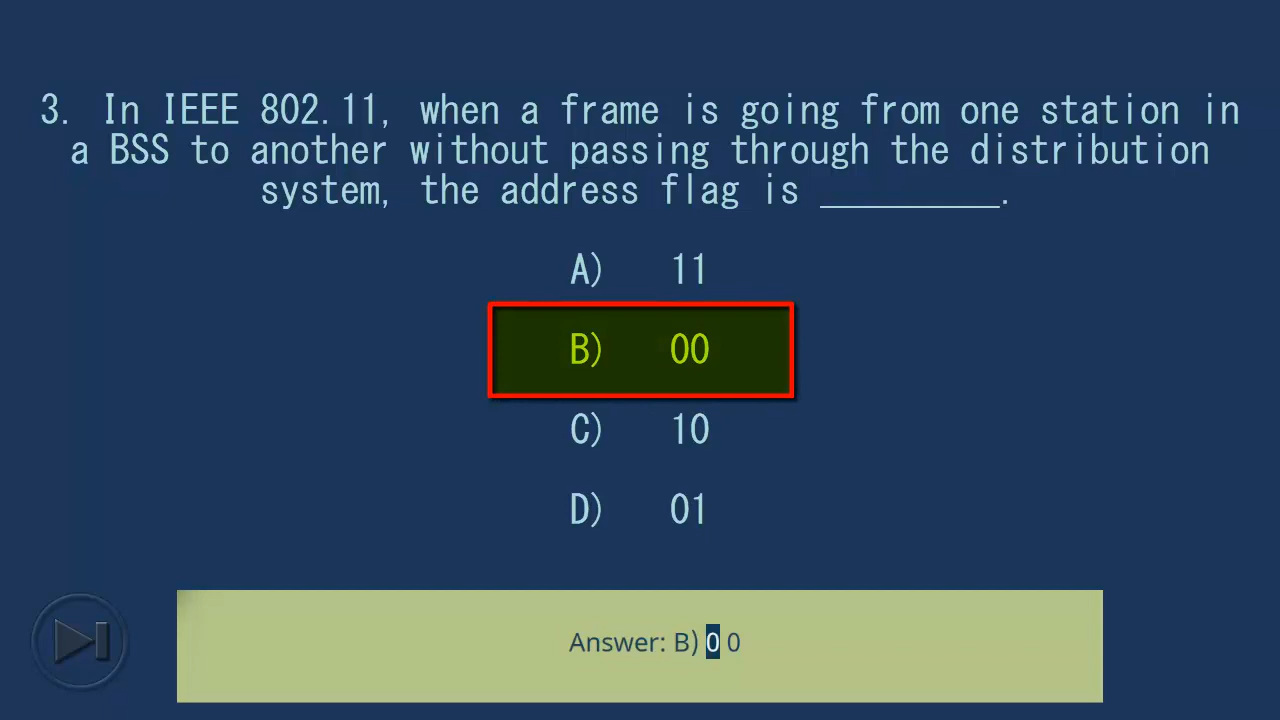 3. In IEEE 802.11, when a frame is going from one station in
a BSS to another without passing through the distribution
system, the address flag is _________.
A) 11
B) 00
C) 10
D) 01
Answer: B) 0 0